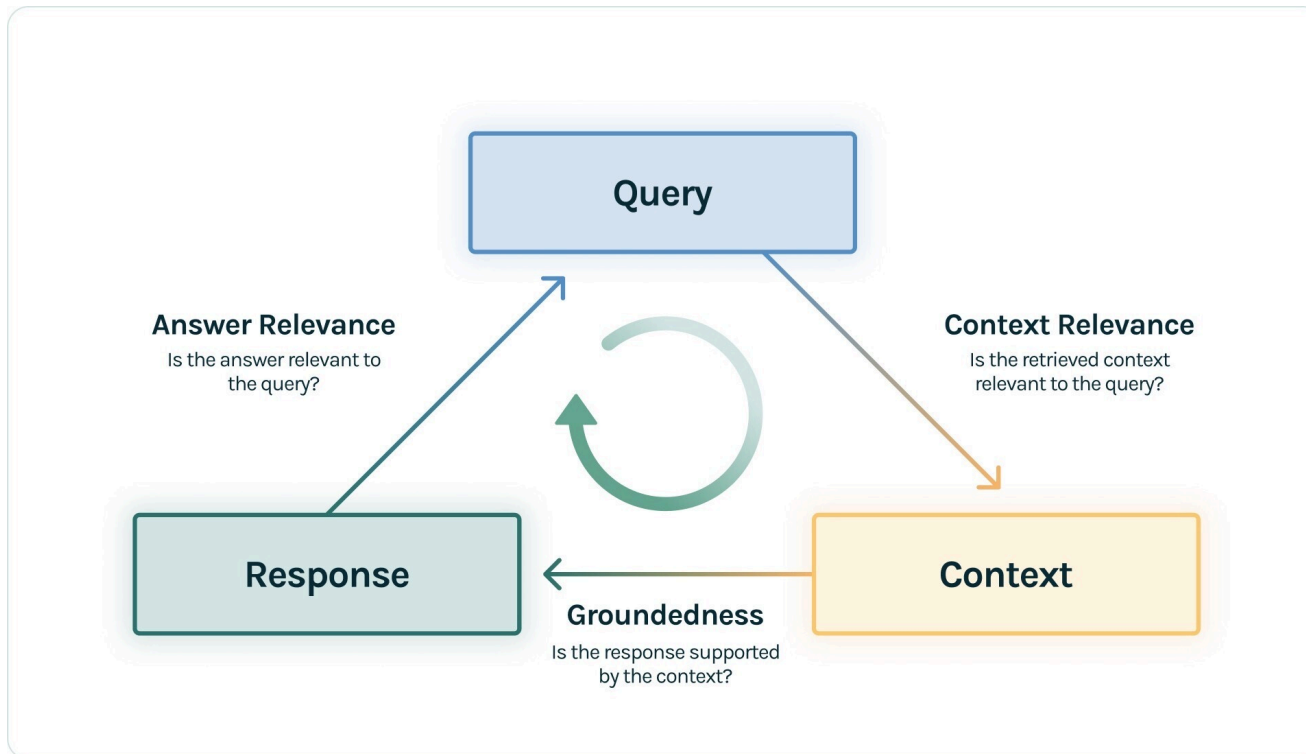 Query
Answer Relevance
Is the answer relevant to
the query?
Context Relevance
Is the retrieved context
relevant to the query?
Response
Context
Groundedness
Is the response supported
by the context?